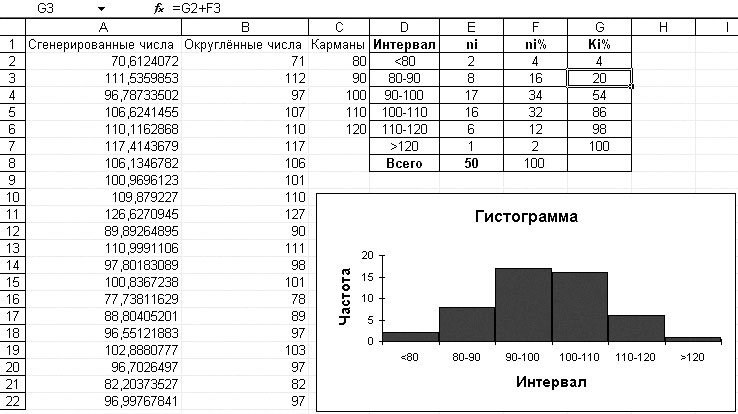 G3 fx =G2+F3
A B C D E F G H I
1 Сгенерированные числа Округлённые числа Карманы Интервал ni ni% Ki%
2 70,6124072 71 80 <80 2 4 4
3 111,5359853 112 90 80-90 8 16 20
4 96,78733502 97 100 90-100 17 34 54
5 106,6241455 107 110 100-110 16 32 86
6 110,1162868 110 120 110-120 6 12 98
7 117,4143679 117 >120 1 2 100
8 106,1346782 106 Всего 50 100
9 100,9696123 101
10 109,879227 110
11 126,6270945 127
12 89,89264895 90
13 110,9991106 111
14 97,80183089 98
15 100,8367238 101
16 77,73811629 78
17 88,80405201 89
18 96,55121883 97
19 102,8880777 103
20 96,7026497 97
21 82,20373527 82
22 96,99767841 97
Гистограмма
Частота
20
15
10
5
0
<80 80-90 90-100 100-110 110-120 >120
Интервал